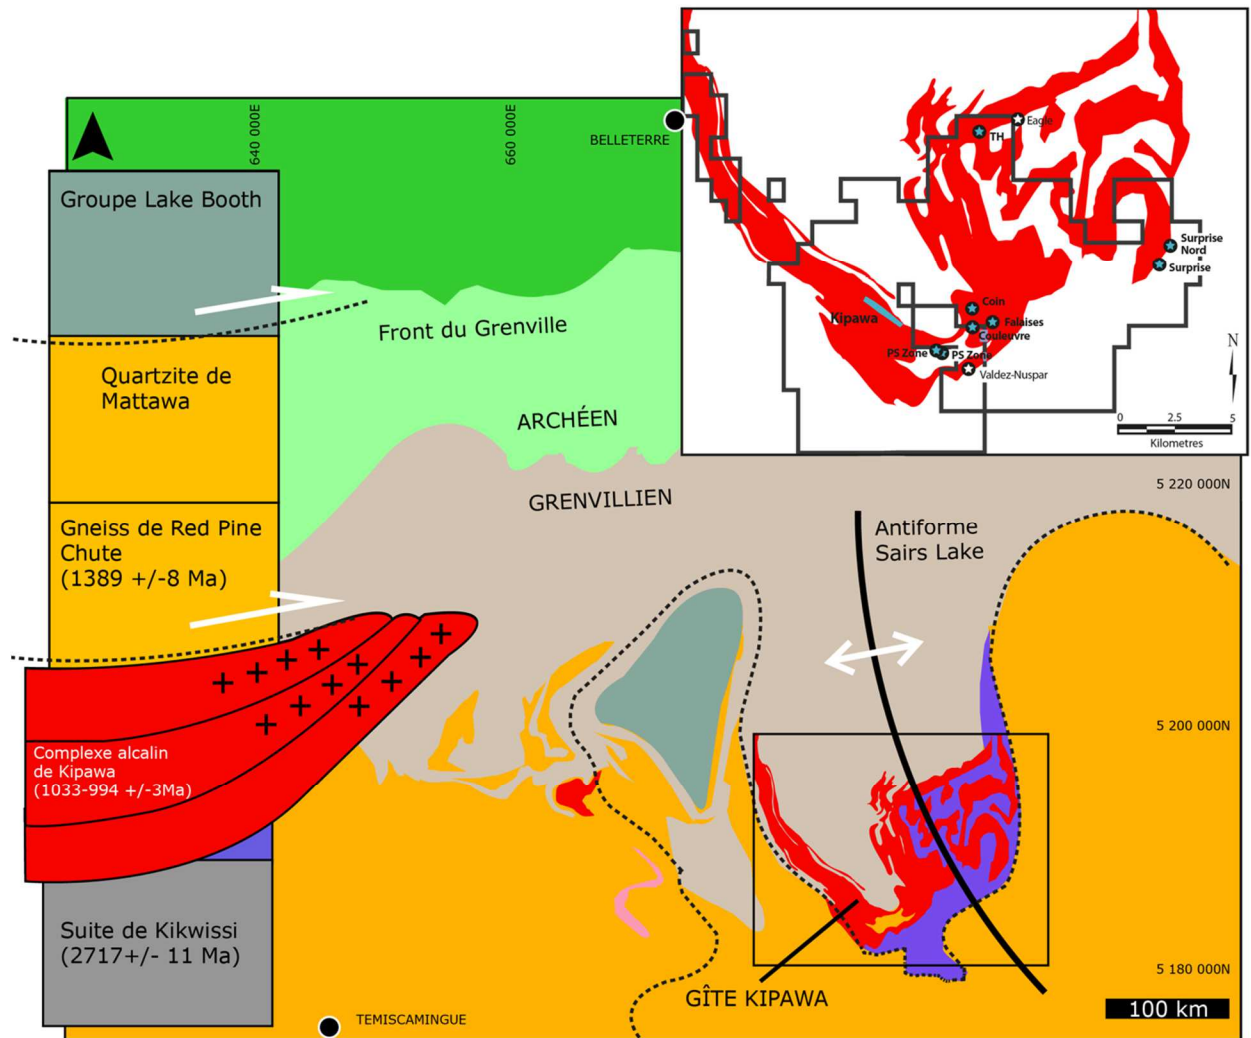 640 000E
660 000E
BELLETERRE
Groupe Lake Booth
Quartzite de
Mattawa
Gneiss de Red Pine
Chute
(1389 +/-8 Ma)
Complexe alcalin
de Kipawa
(1033-994 +/-3Ma)
Suite de Kikwissi
(2717+/- 11 Ma)
Front du Grenville
ARCHÉEN
GRENVILLIEN
Antiforme
Sairs Lake
5 220 000N
5 200 000N
5 180 000N
GÎTE KIPAWA
TEMISCAMINGUE
100 km
Eagle
TH
Surprise
Nord
Surprise
Coin
Kipawa
Falaises
Couleuvre
PS Zone
PS Zone
Valdez-Nuspar
N
0 2.5 5
Kilometres